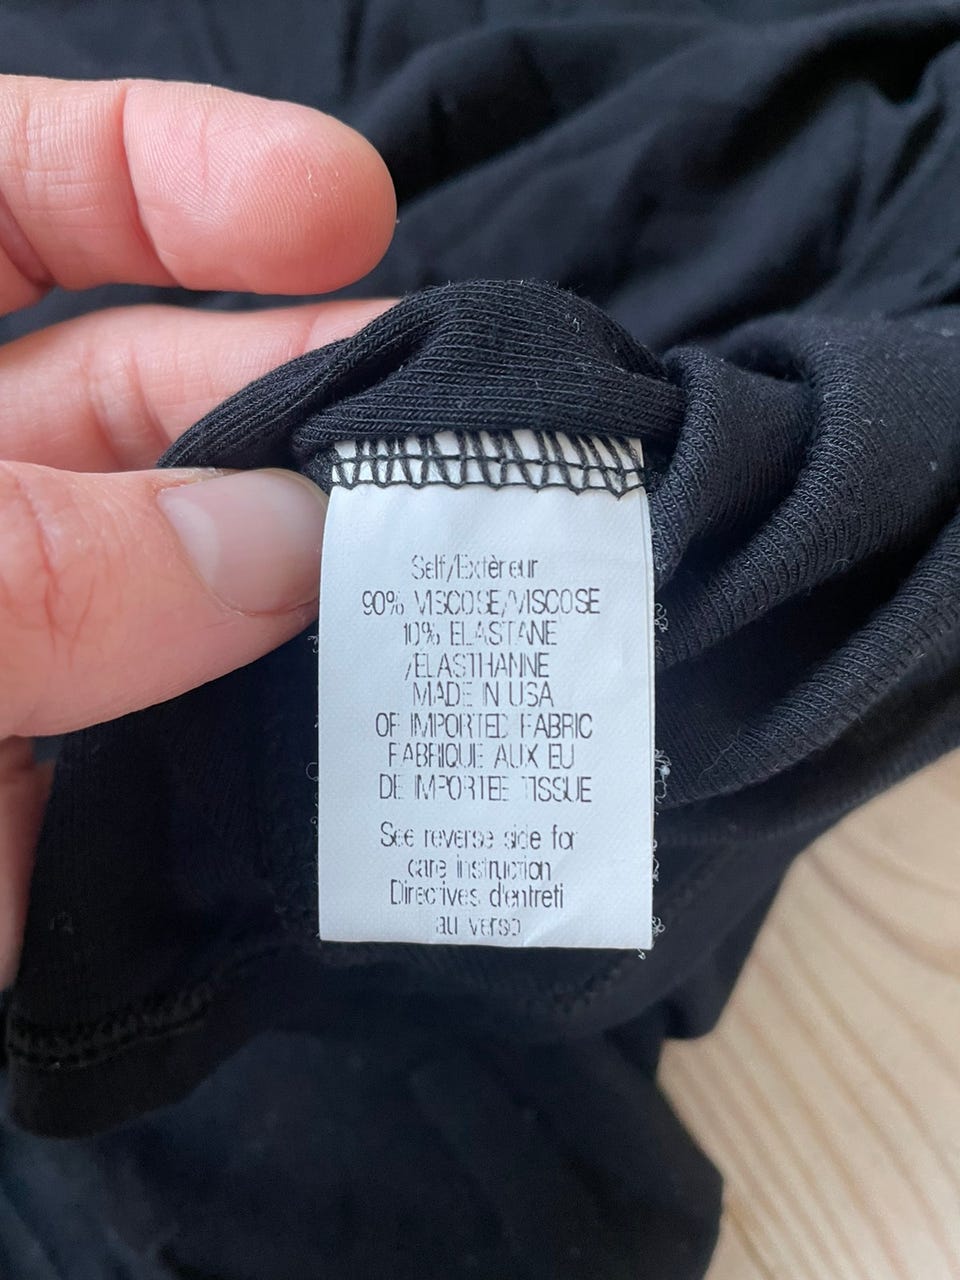 Self/Extèreur
90% VISCOSE/VISCOSE
10% ELASTANE
/ELASTHANNE
MADE IN USA
OF IMPORTED FABRIC
FABRIQUE AUX EU
DE IMPORTEE TISSUE
See reverse side for
care instruction
Directives d'entreti
au verso